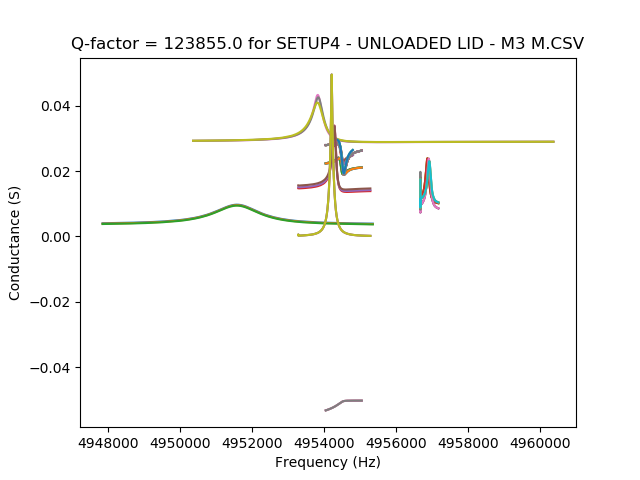 Q-factor = 123855.0 for SETUP4 - UNLOADED LID - M3 M.CSV
0.04
0.02
0.00
−0.02
−0.04
Conductance (S)
4948000 4950000 4952000 4954000 4956000 4958000 4960000
Frequency (Hz)